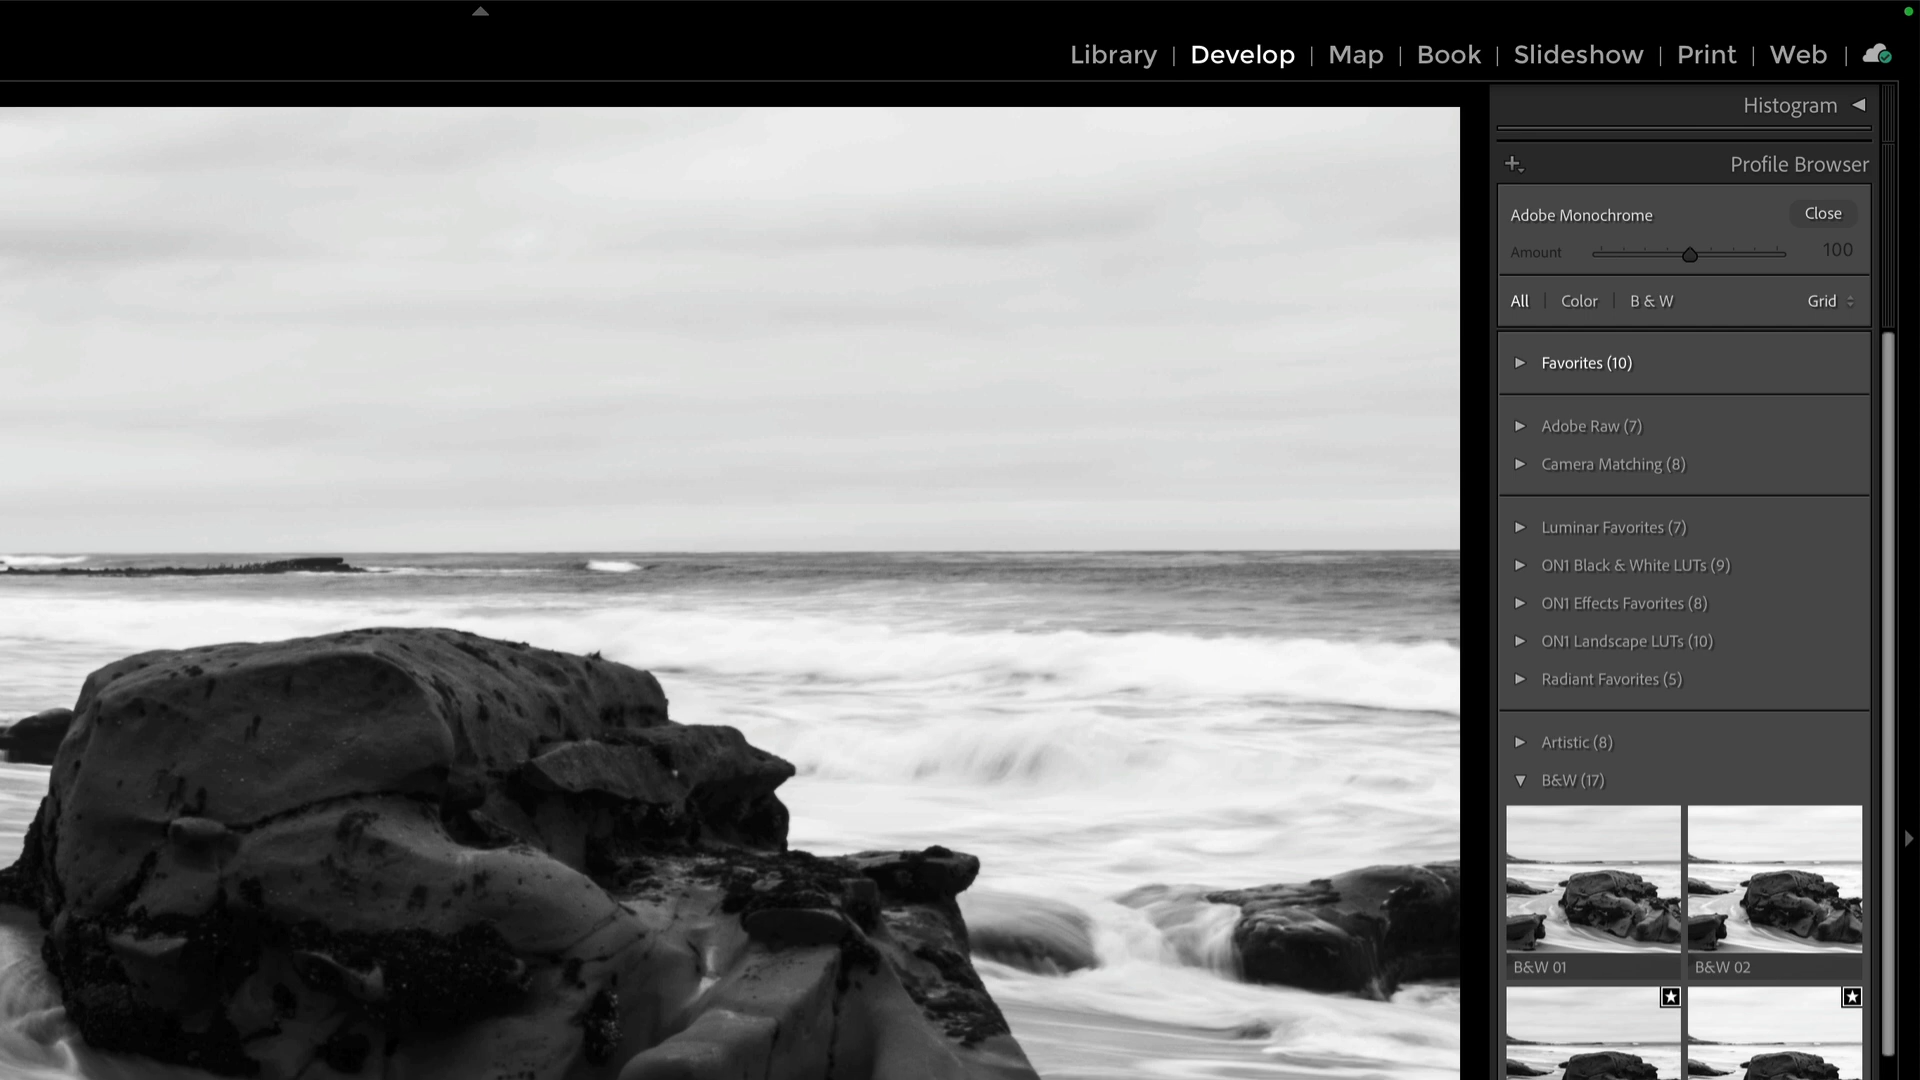 Library | Develop | Map | Book | Slideshow | Print | Web |
Histogram
Profile Browser
Adobe Monochrome Close
Amount 100
All | Color | B & W Grid
Favorites (10)
Adobe Raw (7)
Camera Matching (8)
Luminar Favorites (7)
ON1 Black & White LUTs (9)
ON1 Effects Favorites (8)
ON1 Landscape LUTs (10)
Radiant Favorites (5)
Artistic (8)
B&W (17)
B&W 01 B&W 02